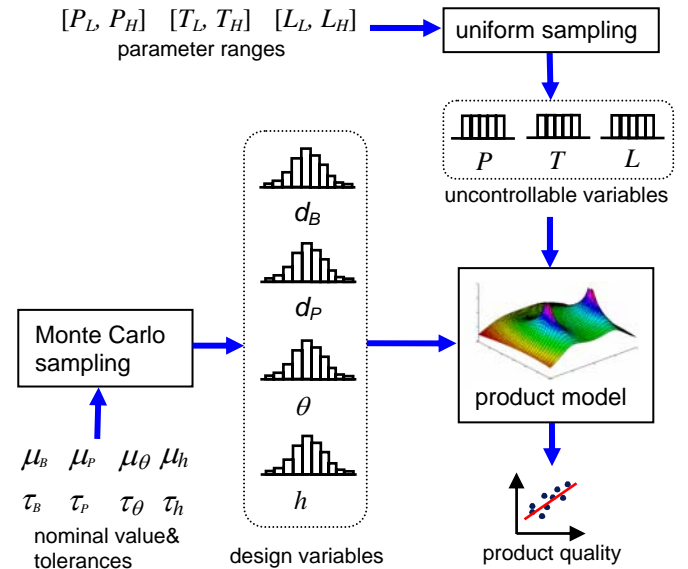 [P_L, P_H] [T_L, T_H] [L_L, L_H]
parameter ranges
uniform sampling
P T L
uncontrollable variables
d_B
d_P
θ
h
design variables
Monte Carlo
sampling
μ_B μ_P μ_θ μ_h
τ_B τ_P τ_θ τ_h
nominal value&
tolerances
product model
product quality